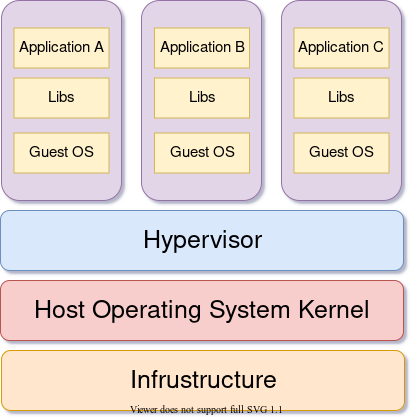 Application A
Application B
Application C
Libs
Libs
Libs
Guest OS
Guest OS
Guest OS
Hypervisor
Host Operating System Kernel
Infrustructure
Viewer does not support full SVG 1.1